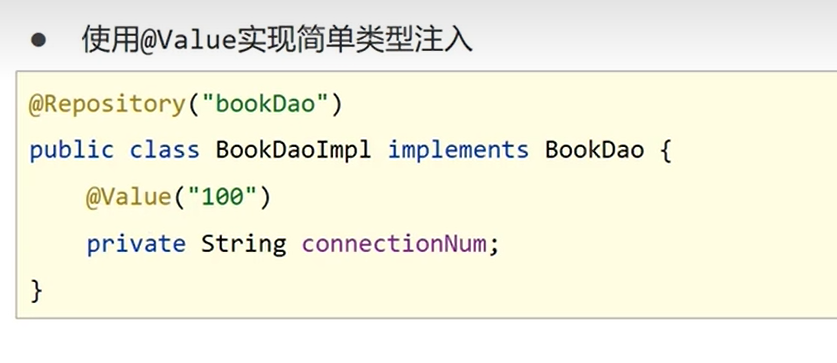 ● 使用@Value实现简单类型注入
@Repository("bookDao")
public class BookDaoImpl implements BookDao {
    @Value("100")
    private String connectionNum;
}